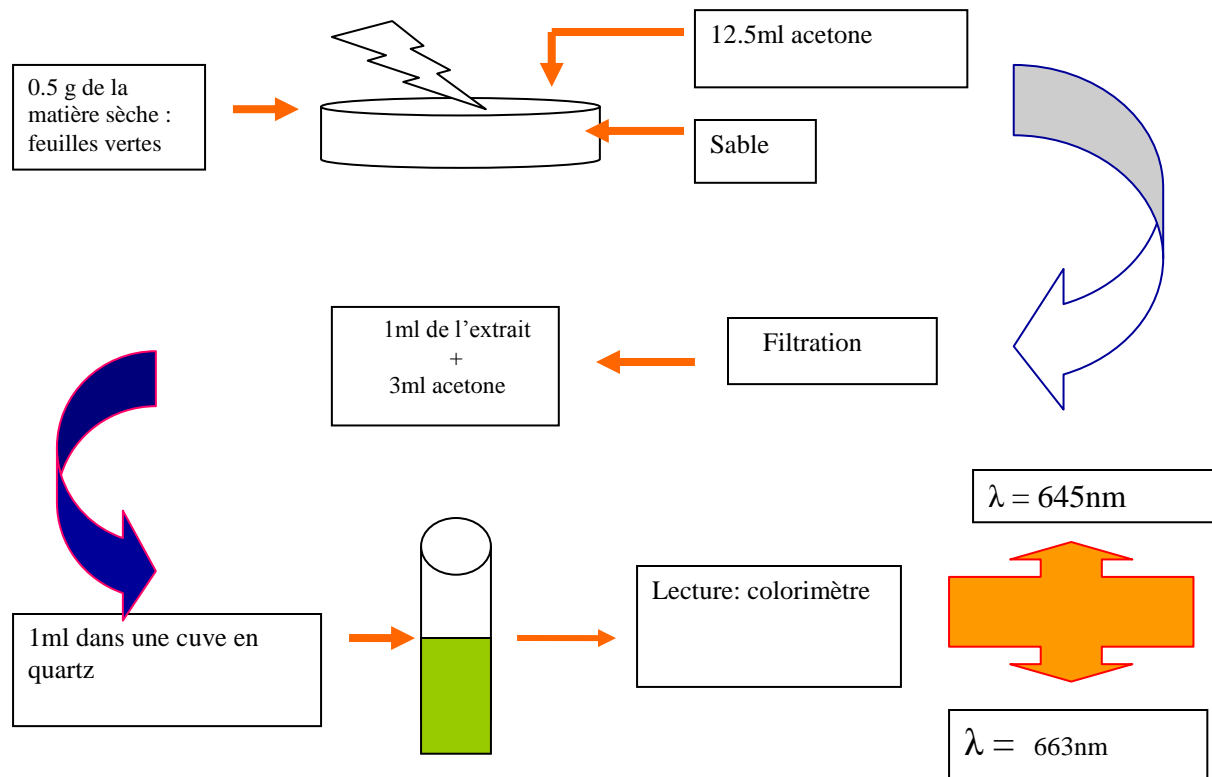 0.5 g de la
matière sèche :
feuilles vertes
12.5ml acetone
Sable
Filtration
1ml de l’extrait
+
3ml acetone
1ml dans une cuve en
quartz
Lecture: colorimètre
λ = 645nm
λ = 663nm